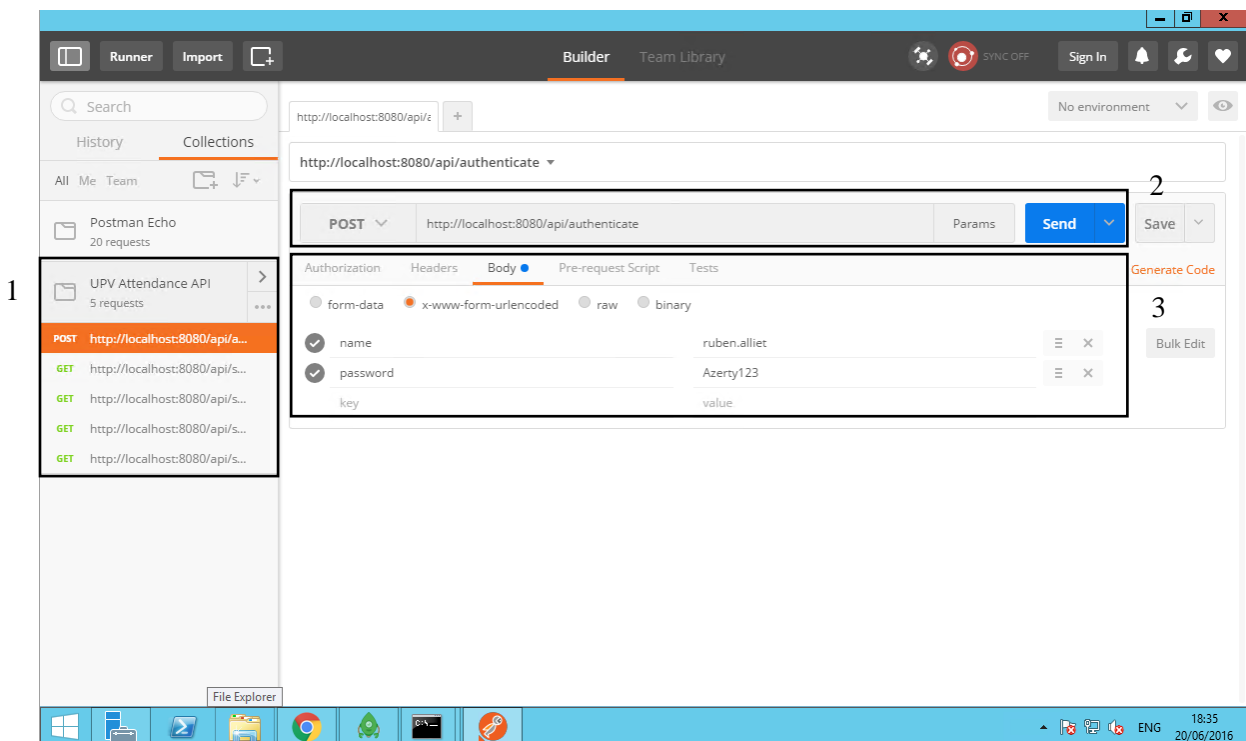 Runner Import Builder Team Library SYNC OFF Sign In
Search
History Collections
All Me Team
Postman Echo
20 requests
1
UPV Attendance API
5 requests
POST http://localhost:8080/api/a...
GET http://localhost:8080/api/s...
GET http://localhost:8080/api/s...
GET http://localhost:8080/api/s...
GET http://localhost:8080/api/s...
http://localhost:8080/api/a +
No environment
http://localhost:8080/api/authenticate
2
POST http://localhost:8080/api/authenticate Params Send Save
Authorization Headers Body Pre-request Script Tests Generate Code
form-data x-www-form-urlencoded raw binary
3
name ruben.alliet Bulk Edit
password Azerty123
key value
File Explorer
C:\
ENG 18:35
20/06/2016